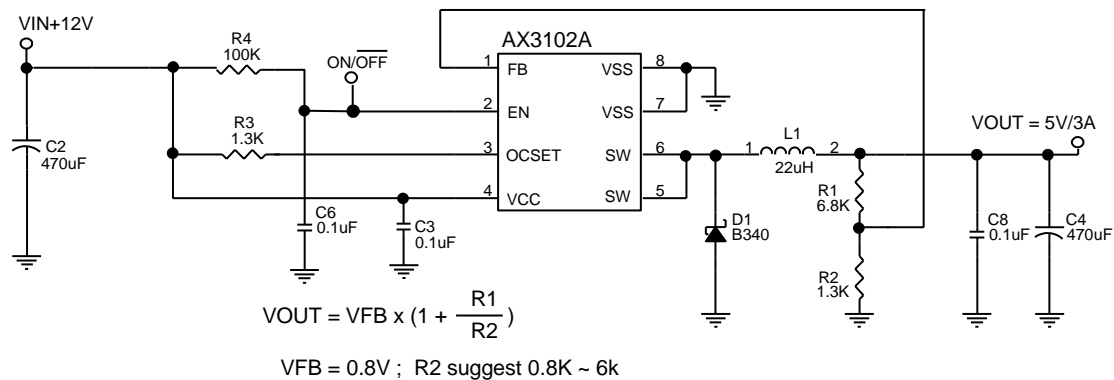 VIN+12V
R4
100K
ON/OFF
AX3102A
1 FB VSS 8
2 EN VSS 7
R3
1.3K
3 OCSET SW 6
4 VCC SW 5
C2
470uF
C6
0.1uF
C3
0.1uF
L1
1 2
22uH
VOUT = 5V/3A
R1
6.8K
D1
B340
R2
1.3K
C8
0.1uF
C4
470uF
VOUT = VFB x (1 + R1 / R2 )
VFB = 0.8V ; R2 suggest 0.8K ~ 6k